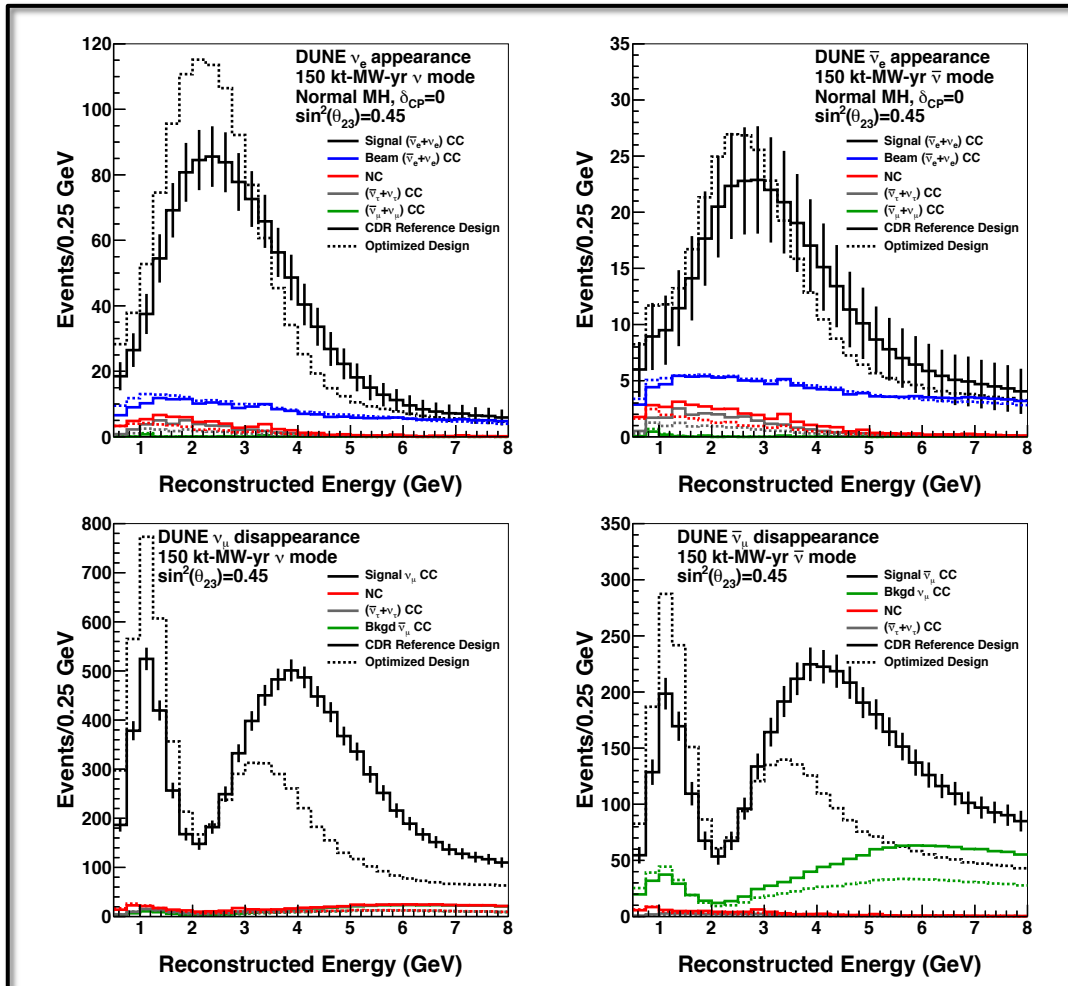 DUNE νₑ appearance
150 kt-MW-yr ν mode
Normal MH, δCP=0
sin²(θ₂₃)=0.45
Signal (ν̄ₑ+νₑ) CC
Beam (ν̄ₑ+νₑ) CC
NC
(ν̄τ+ντ) CC
(ν̄μ+νμ) CC
CDR Reference Design
Optimized Design
Events/0.25 GeV
120
100
80
60
40
20
0
1 2 3 4 5 6 7 8
Reconstructed Energy (GeV)
DUNE ν̄ₑ appearance
150 kt-MW-yr ν̄ mode
Normal MH, δCP=0
sin²(θ₂₃)=0.45
Signal (ν̄ₑ+νₑ) CC
Beam (ν̄ₑ+νₑ) CC
NC
(ν̄τ+ντ) CC
(ν̄μ+νμ) CC
CDR Reference Design
Optimized Design
Events/0.25 GeV
35
30
25
20
15
10
5
0
1 2 3 4 5 6 7 8
Reconstructed Energy (GeV)
DUNE νμ disappearance
150 kt-MW-yr ν mode
sin²(θ₂₃)=0.45
Signal νμ CC
NC
(ν̄τ+ντ) CC
Bkgd ν̄μ CC
CDR Reference Design
Optimized Design
Events/0.25 GeV
800
700
600
500
400
300
200
100
0
1 2 3 4 5 6 7 8
Reconstructed Energy (GeV)
DUNE ν̄μ disappearance
150 kt-MW-yr ν̄ mode
sin²(θ₂₃)=0.45
Signal ν̄μ CC
Bkgd νμ CC
NC
(ν̄τ+ντ) CC
CDR Reference Design
Optimized Design
Events/0.25 GeV
350
300
250
200
150
100
50
0
1 2 3 4 5 6 7 8
Reconstructed Energy (GeV)